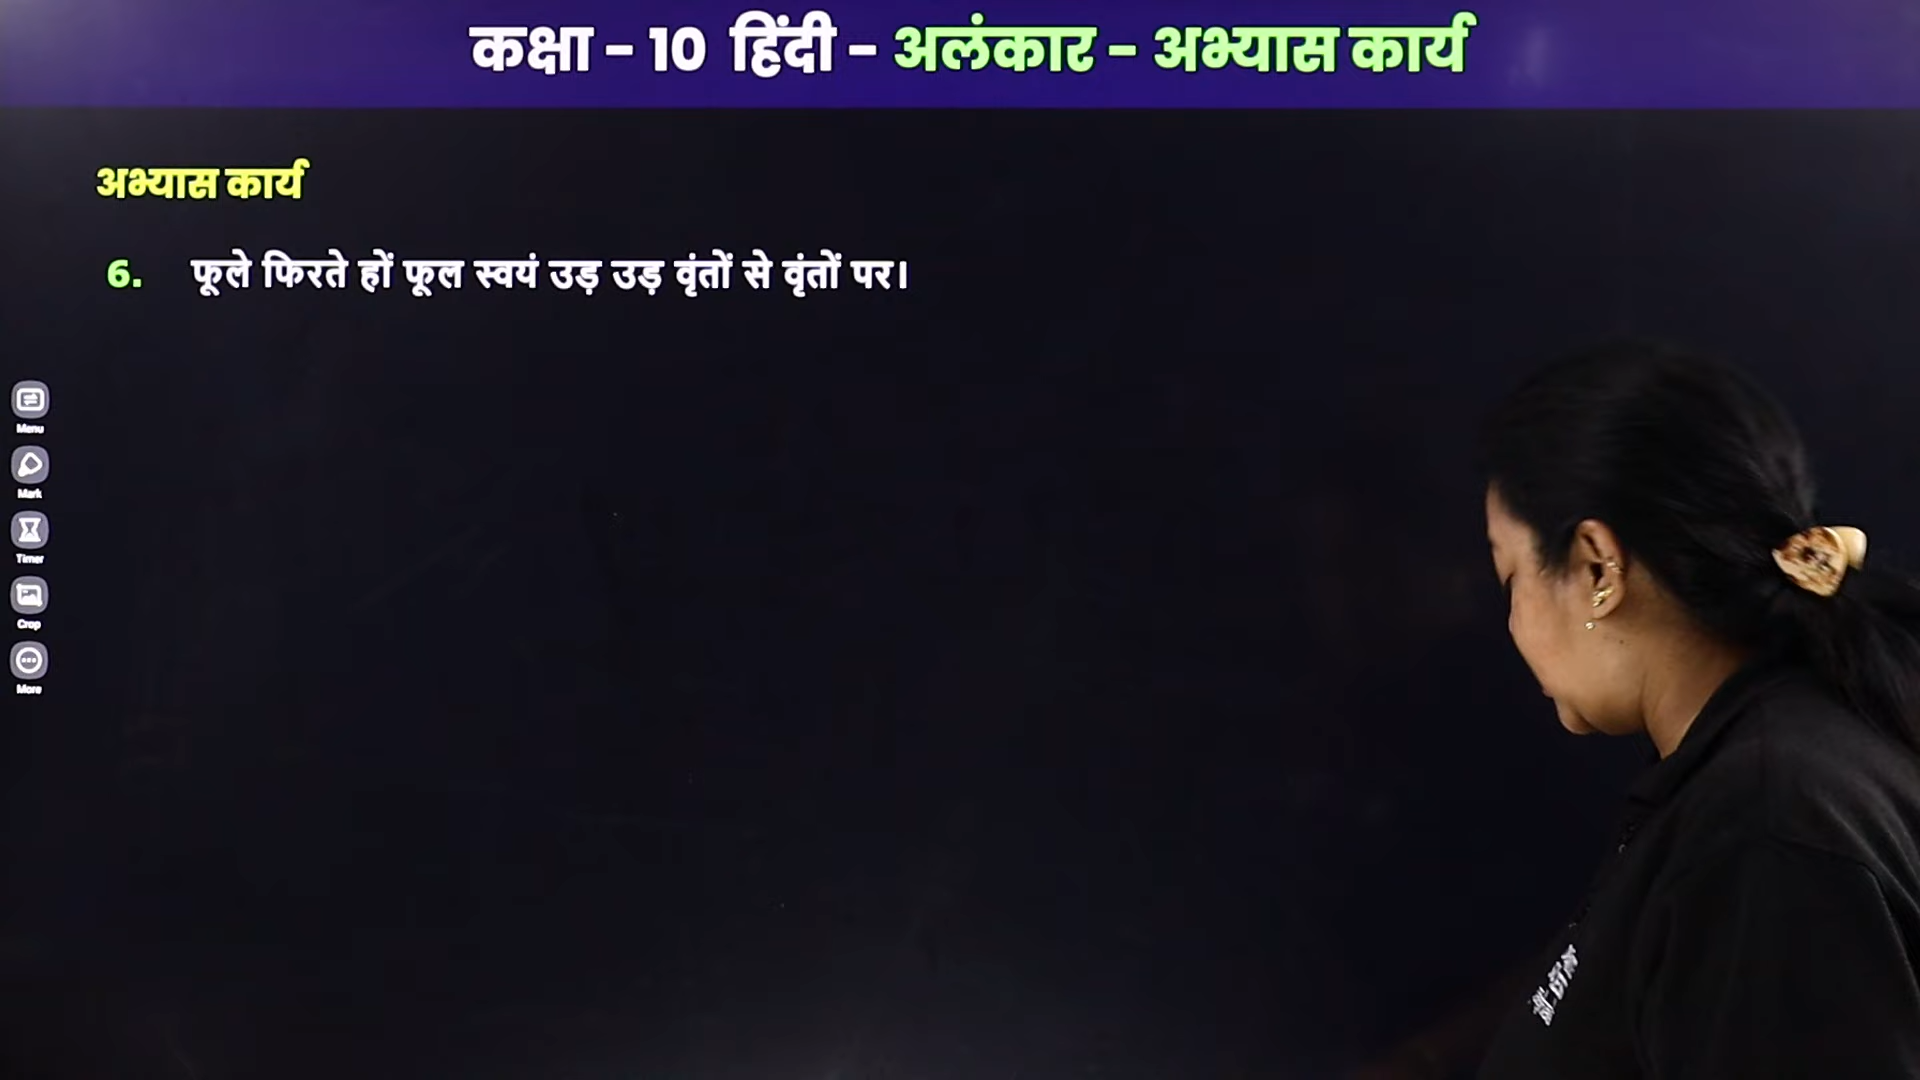 कक्षा – 10 हिंदी – अलंकार – अभ्यास कार्य
अभ्यास कार्य
6. फूले फिरते हों फूल स्वयं उड़ उड़ वृंतों से वृंतों पर।
Menu
Mark
Timer
Crop
More